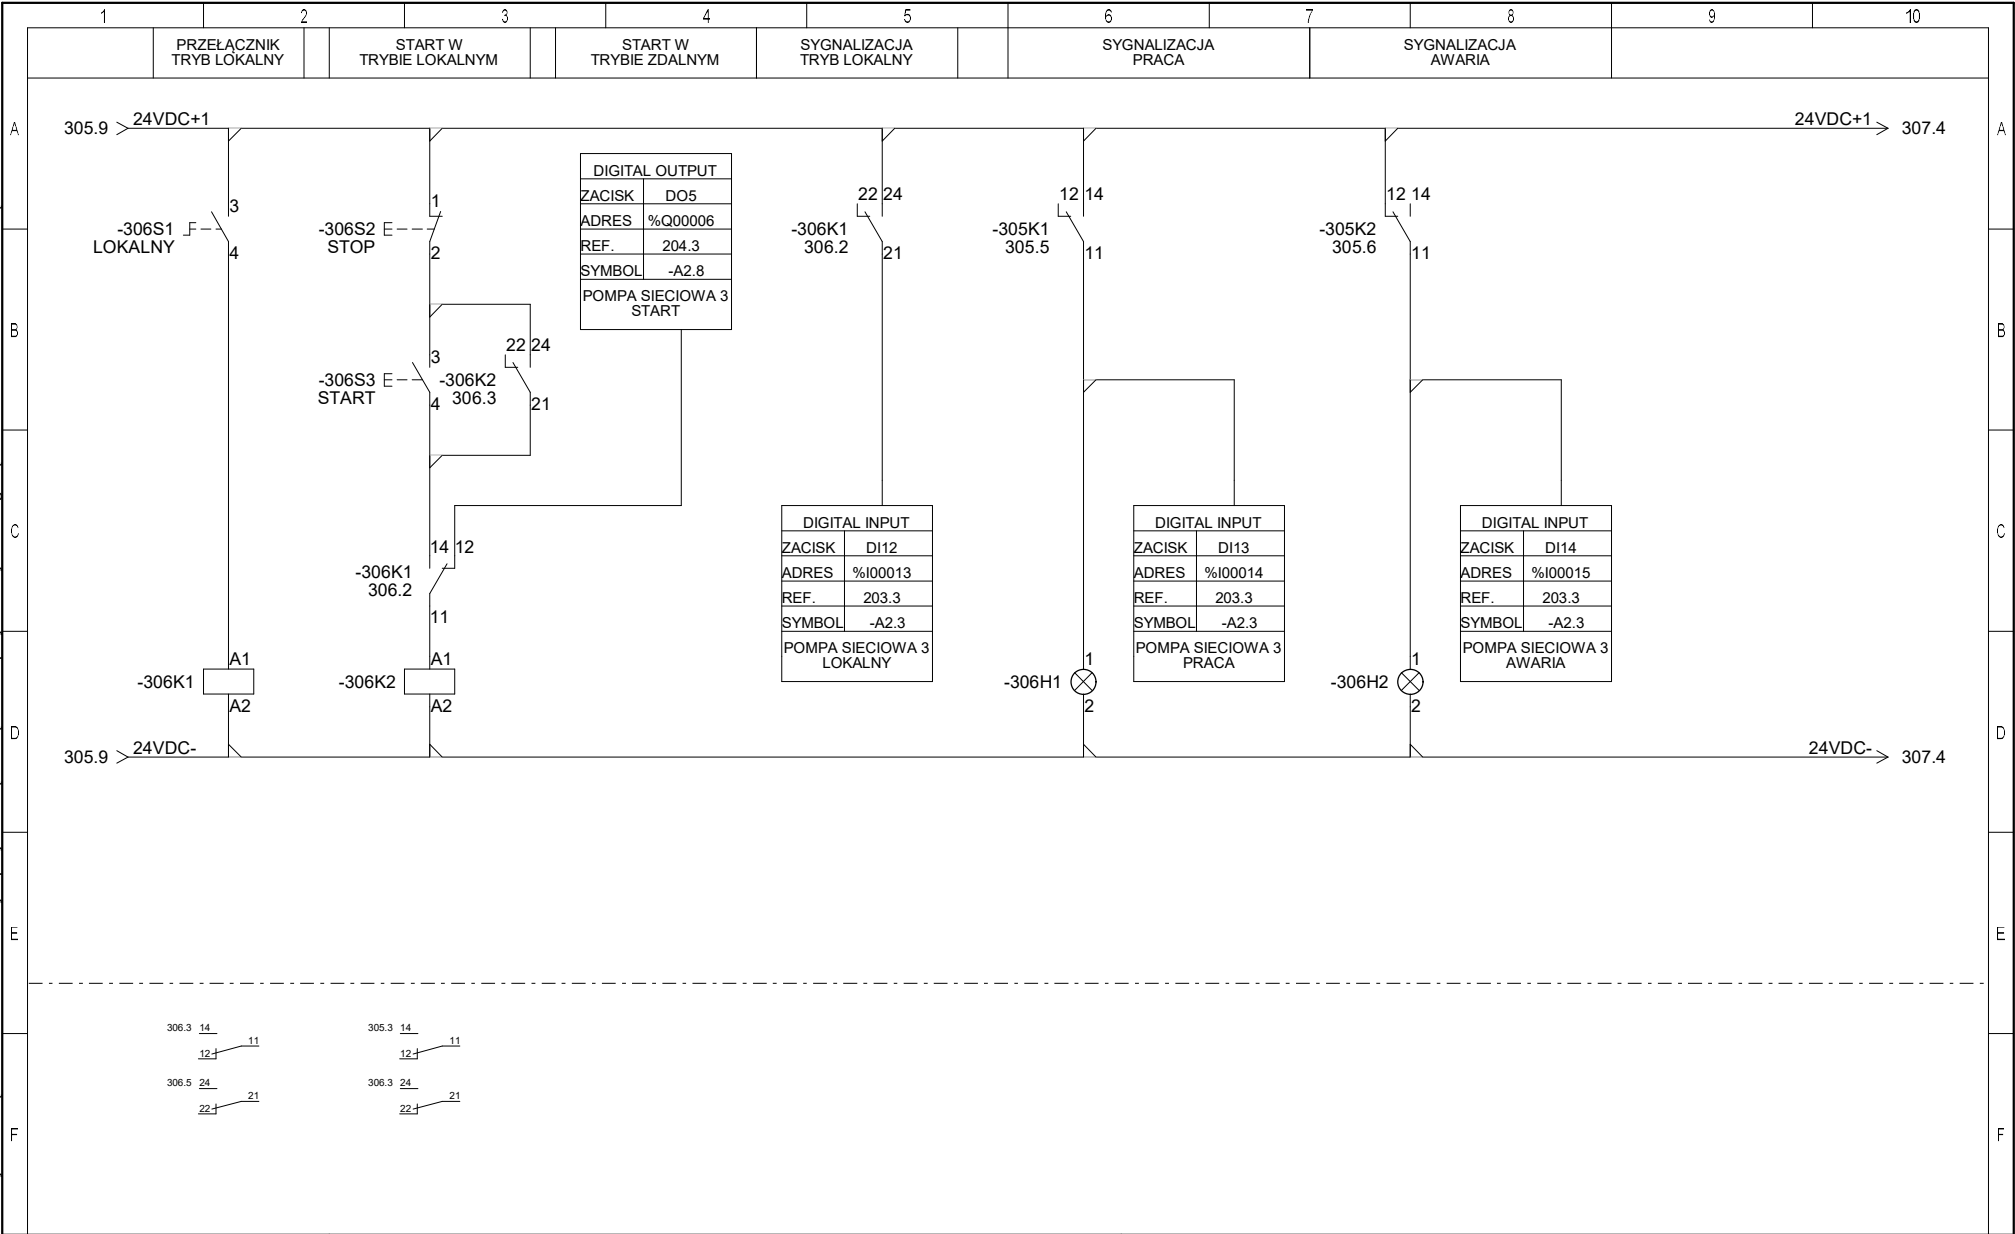 1 2 3 4 5 6 7 8 9 10
PRZEŁĄCZNIK
TRYB LOKALNY
START W
TRYBIE LOKALNYM
START W
TRYBIE ZDALNYM
SYGNALIZACJA
TRYB LOKALNY
SYGNALIZACJA
PRACA
SYGNALIZACJA
AWARIA
A A
305.9 24VDC+1 24VDC+1 307.4
3
-306S1
LOKALNY
4
1
-306S2
STOP
2
DIGITAL OUTPUT
ZACISK DO5
ADRES %Q00006
REF. 204.3
SYMBOL -A2.8
POMPA SIECIOWA 3
START
22 24
-306K1
306.2
21
12 14
-305K1
305.5
11
12 14
-305K2
305.6
11
B B
3
-306S3
START
4
22 24
-306K2
306.3
21
C C
14 12
-306K1
306.2
11
DIGITAL INPUT
ZACISK DI12
ADRES %I00013
REF. 203.3
SYMBOL -A2.3
POMPA SIECIOWA 3
LOKALNY
DIGITAL INPUT
ZACISK DI13
ADRES %I00014
REF. 203.3
SYMBOL -A2.3
POMPA SIECIOWA 3
PRACA
DIGITAL INPUT
ZACISK DI14
ADRES %I00015
REF. 203.3
SYMBOL -A2.3
POMPA SIECIOWA 3
AWARIA
A1
-306K1
A2
A1
-306K2
A2
1
-306H1
2
1
-306H2
2
D D
305.9 24VDC- 24VDC- 307.4
E E
306.3 14
11
12
306.5 24
21
22
305.3 14
11
12
306.3 24
21
22
F F